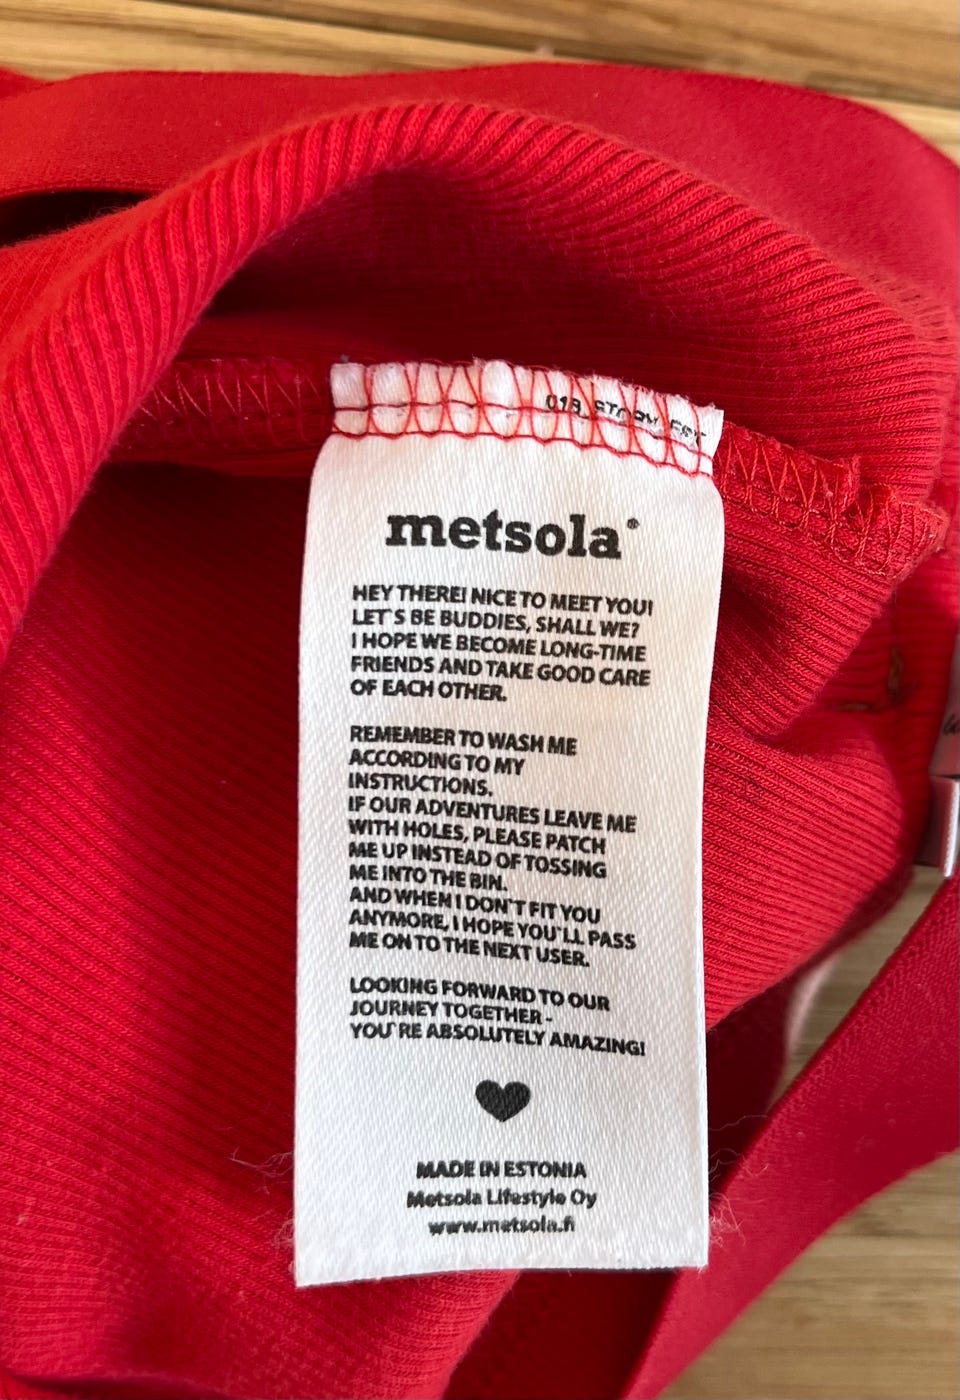 018
metsola®
HEY THERE! NICE TO MEET YOU!
LET'S BE BUDDIES, SHALL WE?
I HOPE WE BECOME LONG-TIME
FRIENDS AND TAKE GOOD CARE
OF EACH OTHER.
REMEMBER TO WASH ME
ACCORDING TO MY
INSTRUCTIONS.
IF OUR ADVENTURES LEAVE ME
WITH HOLES, PLEASE PATCH
ME UP INSTEAD OF TOSSING
ME INTO THE BIN.
AND WHEN I DON'T FIT YOU
ANYMORE, I HOPE YOU'LL PASS
ME ON TO THE NEXT USER.
LOOKING FORWARD TO OUR
JOURNEY TOGETHER -
YOU'RE ABSOLUTELY AMAZING!
MADE IN ESTONIA
Metsola Lifestyle Oy
www.metsola.fi